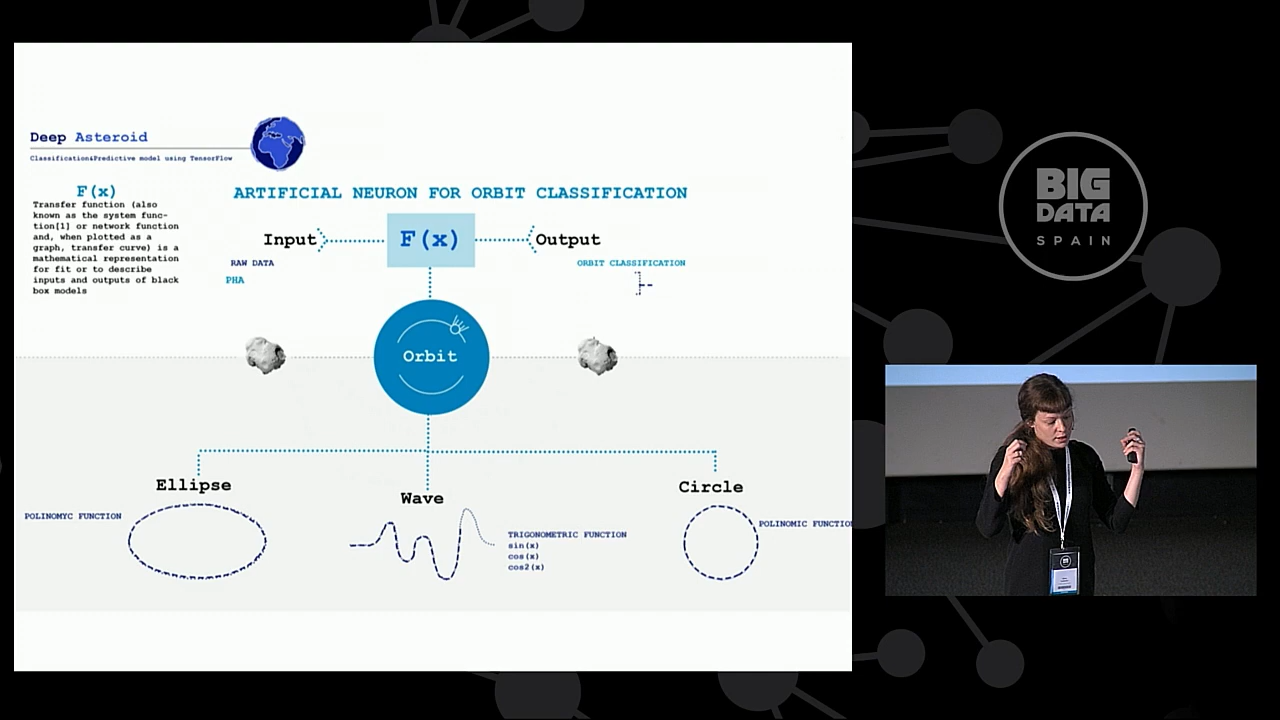 Deep Asteroid
Classification&Predictive model using TensorFlow
F(x)
Transfer function (also
known as the system func-
tion[1] or network function
and, when plotted as a
graph, transfer curve) is a
mathematical representation
for fit or to describe
inputs and outputs of black
box models
ARTIFICIAL NEURON FOR ORBIT CLASSIFICATION
Input
F(x)
Output
RAW DATA
PHA
ORBIT CLASSIFICATION
Orbit
Ellipse
POLINOMYC FUNCTION
Wave
TRIGONOMETRIC FUNCTION
sin(x)
cos(x)
cos2(x)
Circle
POLINOMIC FUNCTION
BIG
DATA
SPAIN